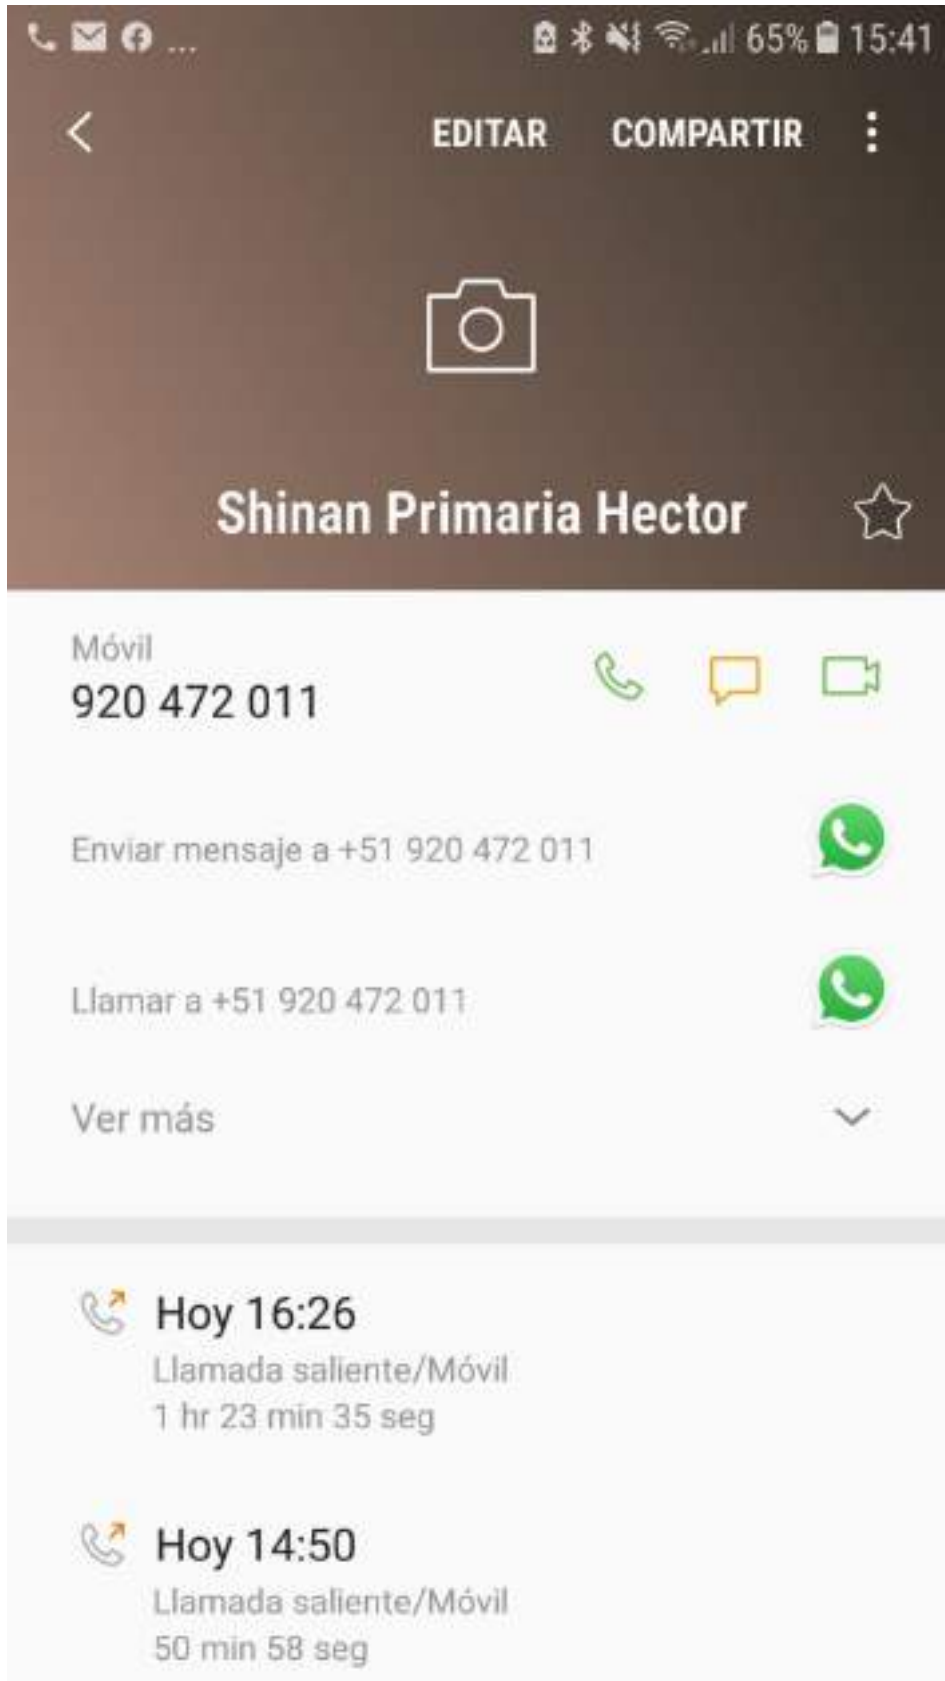 ... 65% 15:41
EDITAR COMPARTIR
Shinan Primaria Hector
Móvil
920 472 011
Enviar mensaje a +51 920 472 011
Llamar a +51 920 472 011
Ver más
Hoy 16:26
Llamada saliente/Móvil
1 hr 23 min 35 seg
Hoy 14:50
Llamada saliente/Móvil
50 min 58 seg